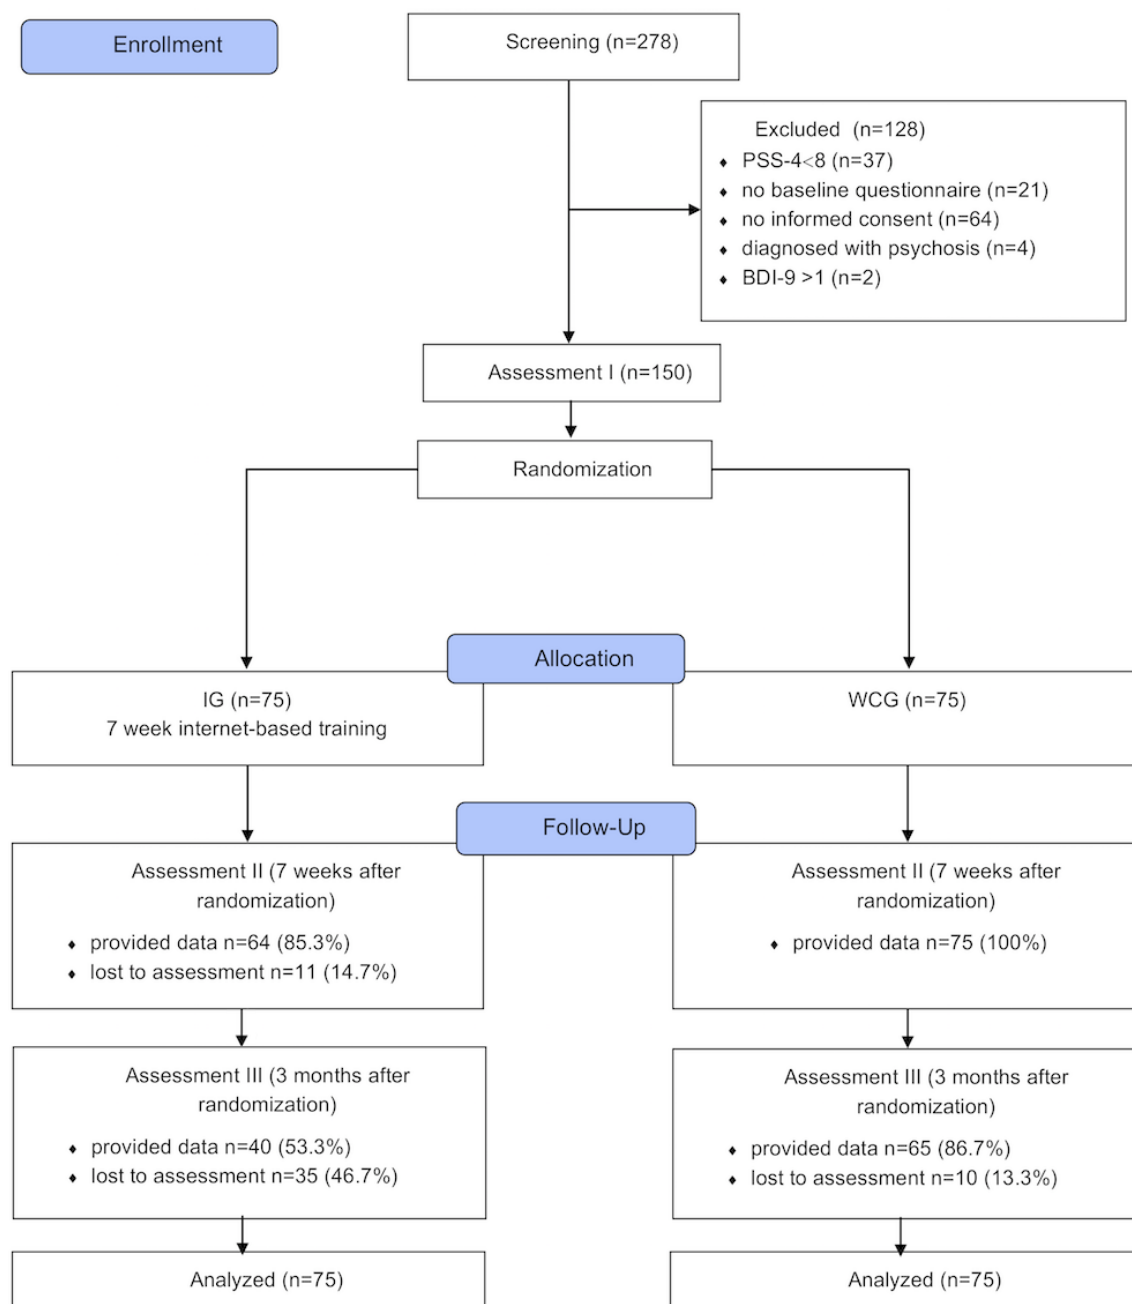 Enrollment
Screening (n=278)
Excluded (n=128)
♦ PSS-4<8 (n=37)
♦ no baseline questionnaire (n=21)
♦ no informed consent (n=64)
♦ diagnosed with psychosis (n=4)
♦ BDI-9 >1 (n=2)
Assessment I (n=150)
Randomization
Allocation
IG (n=75)
7 week internet-based training
WCG (n=75)
Follow-Up
Assessment II (7 weeks after
randomization)
♦ provided data n=64 (85.3%)
♦ lost to assessment n=11 (14.7%)
Assessment II (7 weeks after
randomization)
♦ provided data n=75 (100%)
Assessment III (3 months after
randomization)
♦ provided data n=40 (53.3%)
♦ lost to assessment n=35 (46.7%)
Assessment III (3 months after
randomization)
♦ provided data n=65 (86.7%)
♦ lost to assessment n=10 (13.3%)
Analyzed (n=75)
Analyzed (n=75)